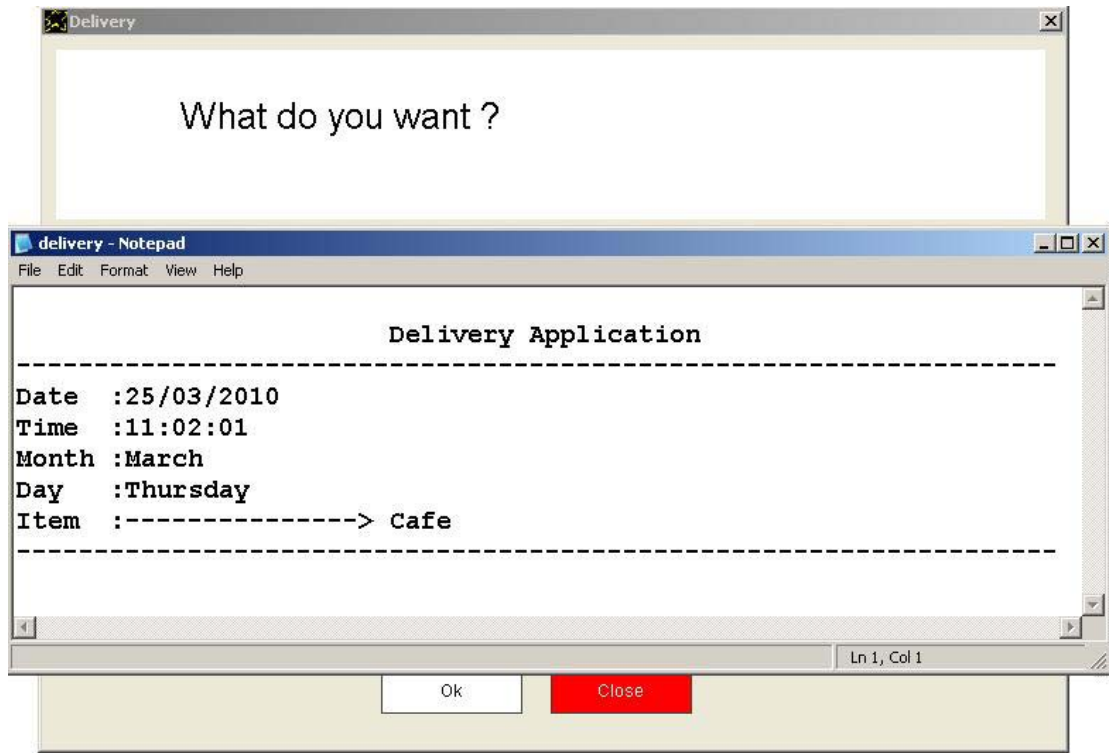 Delivery
What do you want ?
delivery - Notepad
File Edit Format View Help
Delivery Application
-------------------------------------------------------------------
Date  :25/03/2010
Time  :11:02:01
Month :March
Day   :Thursday
Item  :---------------> Cafe
-------------------------------------------------------------------
Ln 1, Col 1
Ok Close